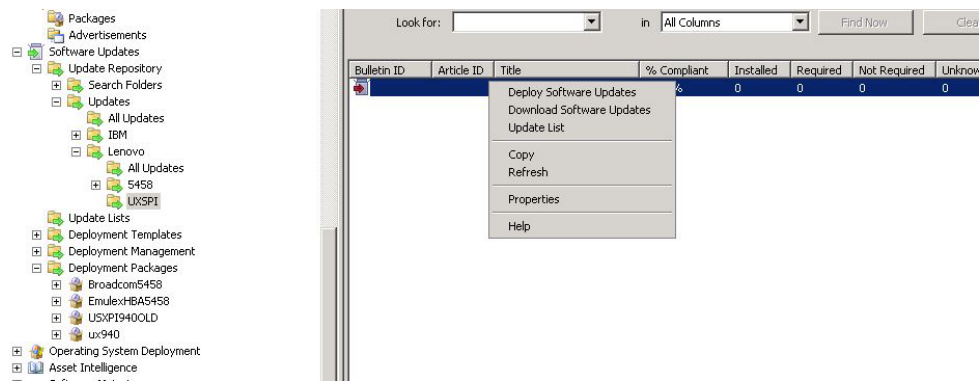 Packages
Advertisements
Software Updates
Update Repository
Search Folders
Updates
All Updates
IBM
Lenovo
All Updates
5458
UXSPI
Update Lists
Deployment Templates
Deployment Management
Deployment Packages
Broadcom5458
EmulexHBA5458
USXPI940OLD
ux940
Operating System Deployment
Asset Intelligence
Look for: in All Columns Find Now
Bulletin ID Article ID Title % Compliant Installed Required Not Required
% 0 0 0 0
Deploy Software Updates
Download Software Updates
Update List
Copy
Refresh
Properties
Help